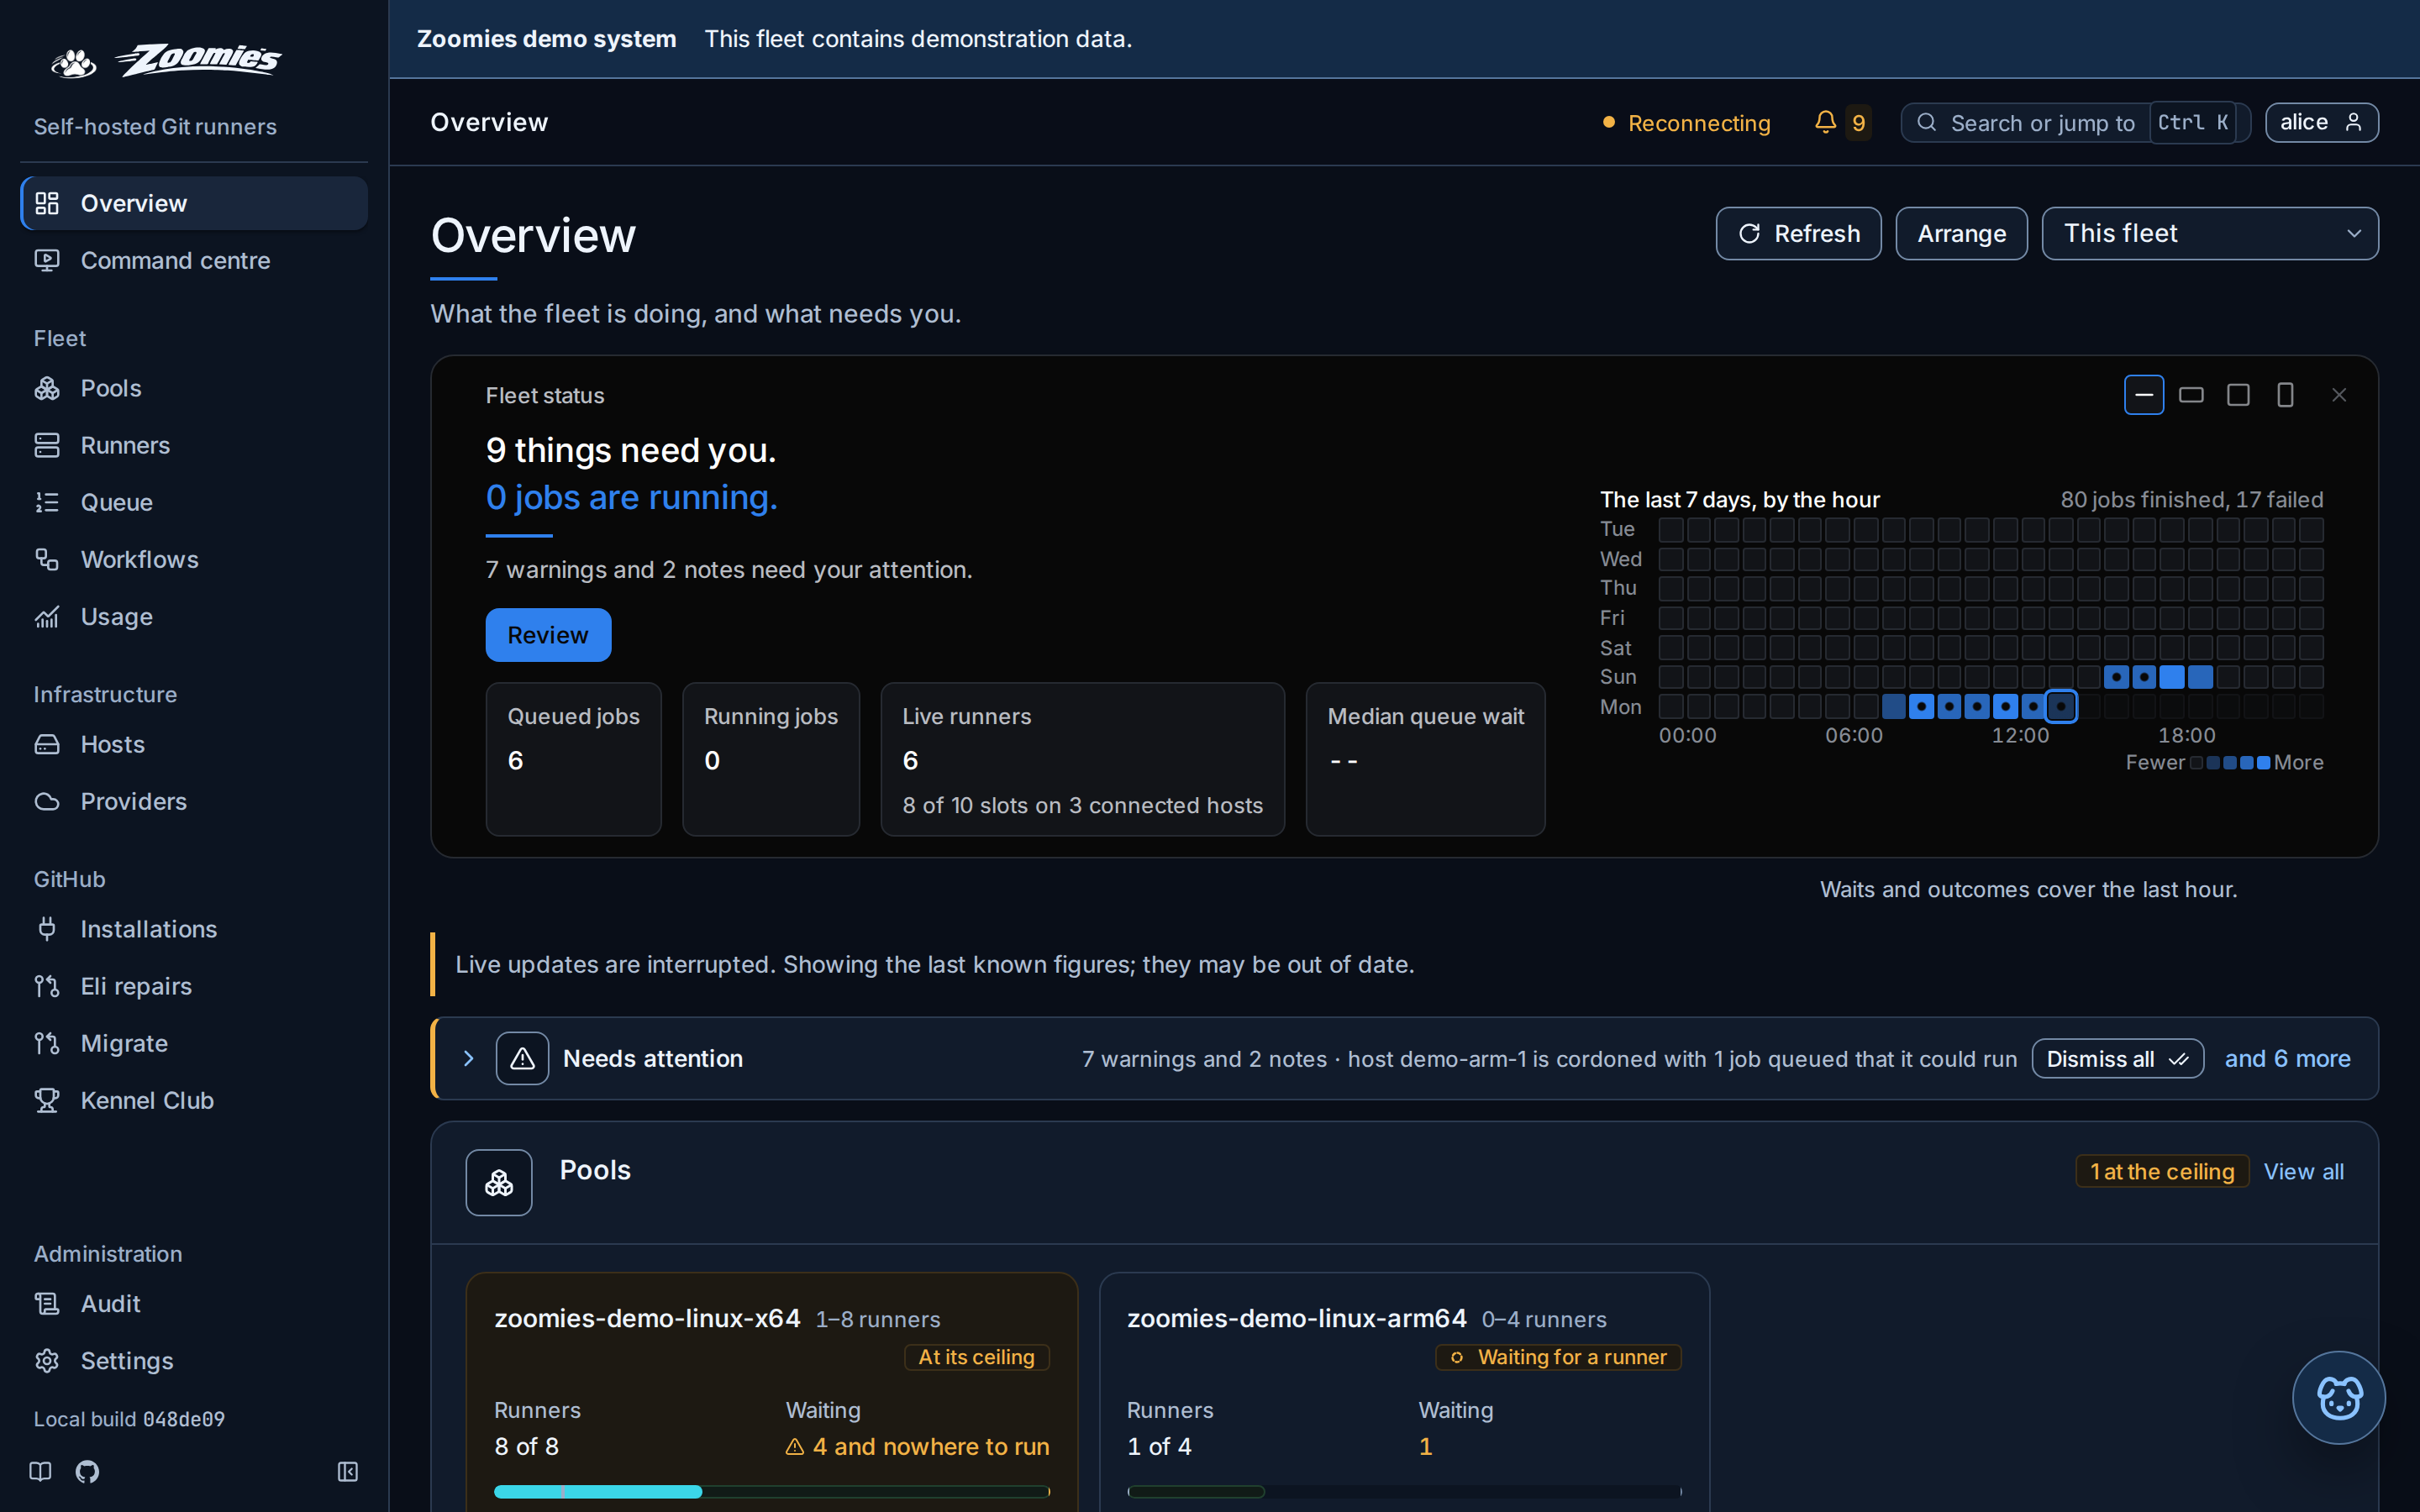 Zoomies
Self-hosted Git runners
Overview
Command centre
Fleet
Pools
Runners
Queue
Workflows
Usage
Infrastructure
Hosts
Providers
GitHub
Installations
Eli repairs
Migrate
Kennel Club
Administration
Audit
Settings
Local build 048de09
Zoomies demo system This fleet contains demonstration data.
Overview
Reconnecting
9
Search or jump to Ctrl K
alice
Overview
Refresh
Arrange
This fleet
What the fleet is doing, and what needs you.
Fleet status
9 things need you.
0 jobs are running.
7 warnings and 2 notes need your attention.
Review
Queued jobs
6
Running jobs
0
Live runners
6
8 of 10 slots on 3 connected hosts
Median queue wait
--
The last 7 days, by the hour 80 jobs finished, 17 failed
Tue
Wed
Thu
Fri
Sat
Sun
Mon
00:00 06:00 12:00 18:00
Fewer More
Waits and outcomes cover the last hour.
Live updates are interrupted. Showing the last known figures; they may be out of date.
Needs attention 7 warnings and 2 notes · host demo-arm-1 is cordoned with 1 job queued that it could run Dismiss all and 6 more
Pools 1 at the ceiling View all
zoomies-demo-linux-x64 1–8 runners
At its ceiling
Runners Waiting
8 of 8 4 and nowhere to run
zoomies-demo-linux-arm64 0–4 runners
Waiting for a runner
Runners Waiting
1 of 4 1